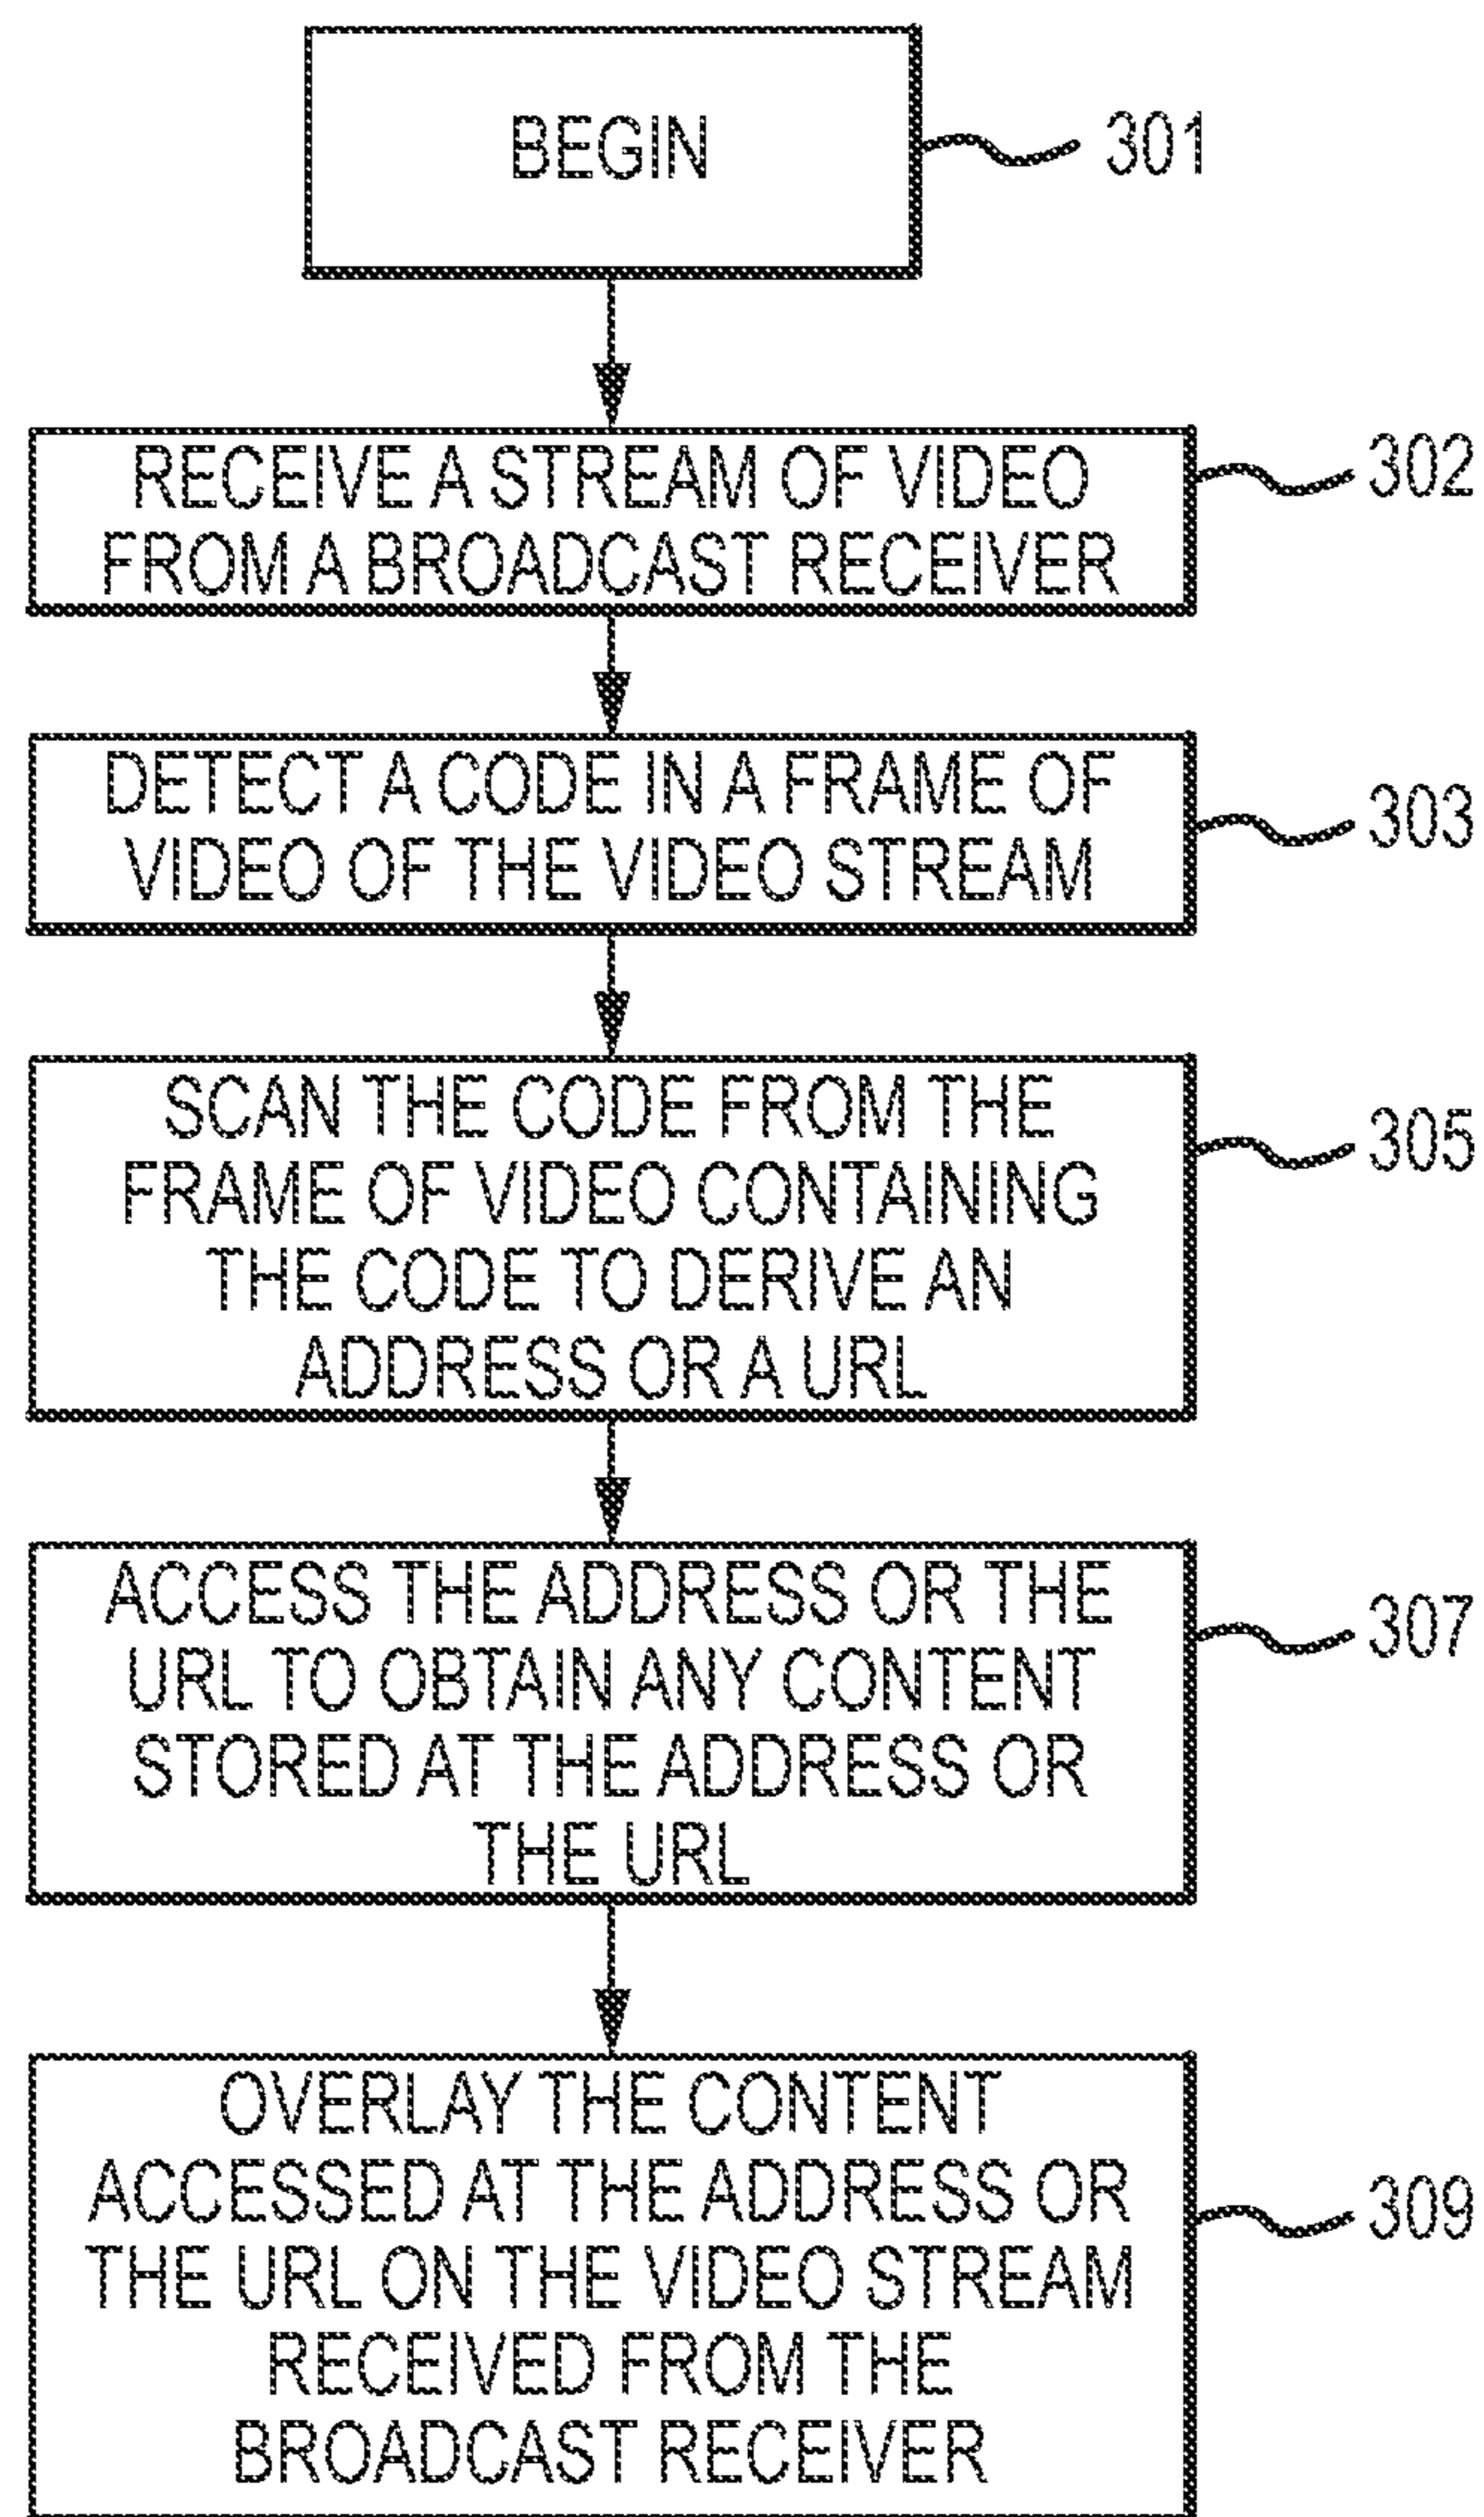 BEGIN
301
RECEIVE A STREAM OF VIDEO
FROM A BROADCAST RECEIVER
302
DETECT A CODE IN A FRAME OF
VIDEO OF THE VIDEO STREAM
303
SCAN THE CODE FROM THE
FRAME OF VIDEO CONTAINING
THE CODE TO DERIVE AN
ADDRESS OR A URL
305
ACCESS THE ADDRESS OR THE
URL TO OBTAIN ANY CONTENT
STORED AT THE ADDRESS OR
THE URL
307
OVERLAY THE CONTENT
ACCESSED AT THE ADDRESS OR
THE URL ON THE VIDEO STREAM
RECEIVED FROM THE
BROADCAST RECEIVER
309